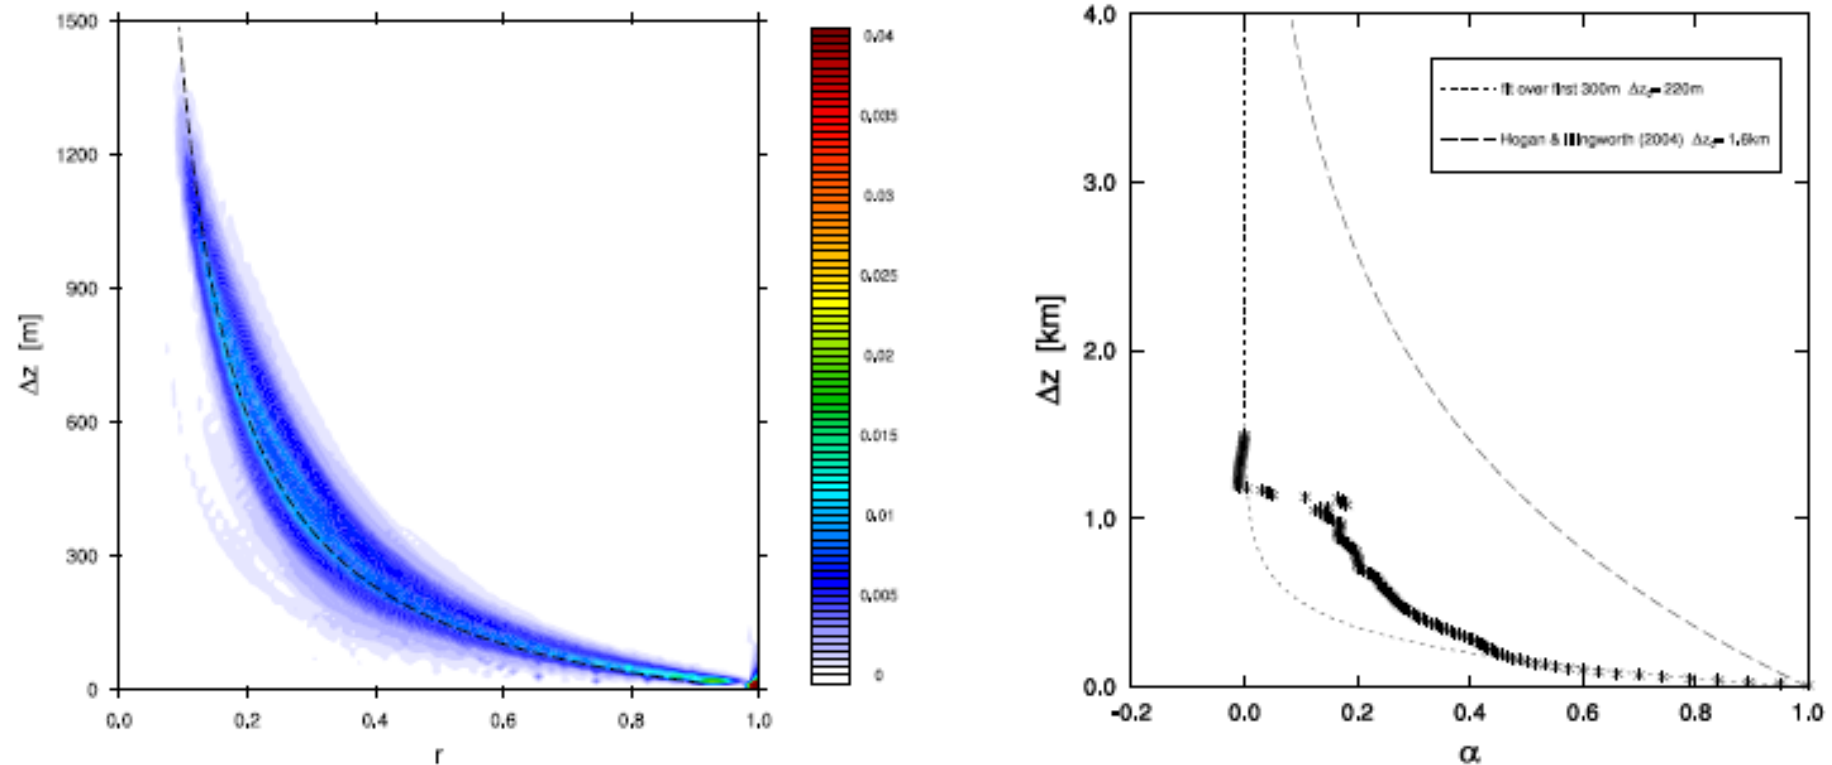 1500
1200
900
600
300
0
Δz [m]
0.0 0.2 0.4 0.6 0.8 1.0
r
0.04
0.035
0.03
0.025
0.02
0.015
0.01
0.005
0
4.0
3.0
2.0
1.0
0.0
Δz [km]
-0.2 0.0 0.2 0.4 0.6 0.8 1.0
α
fit over first 300m Δz₀= 220m
Hogan & Illingworth (2004) Δz₀= 1.6km